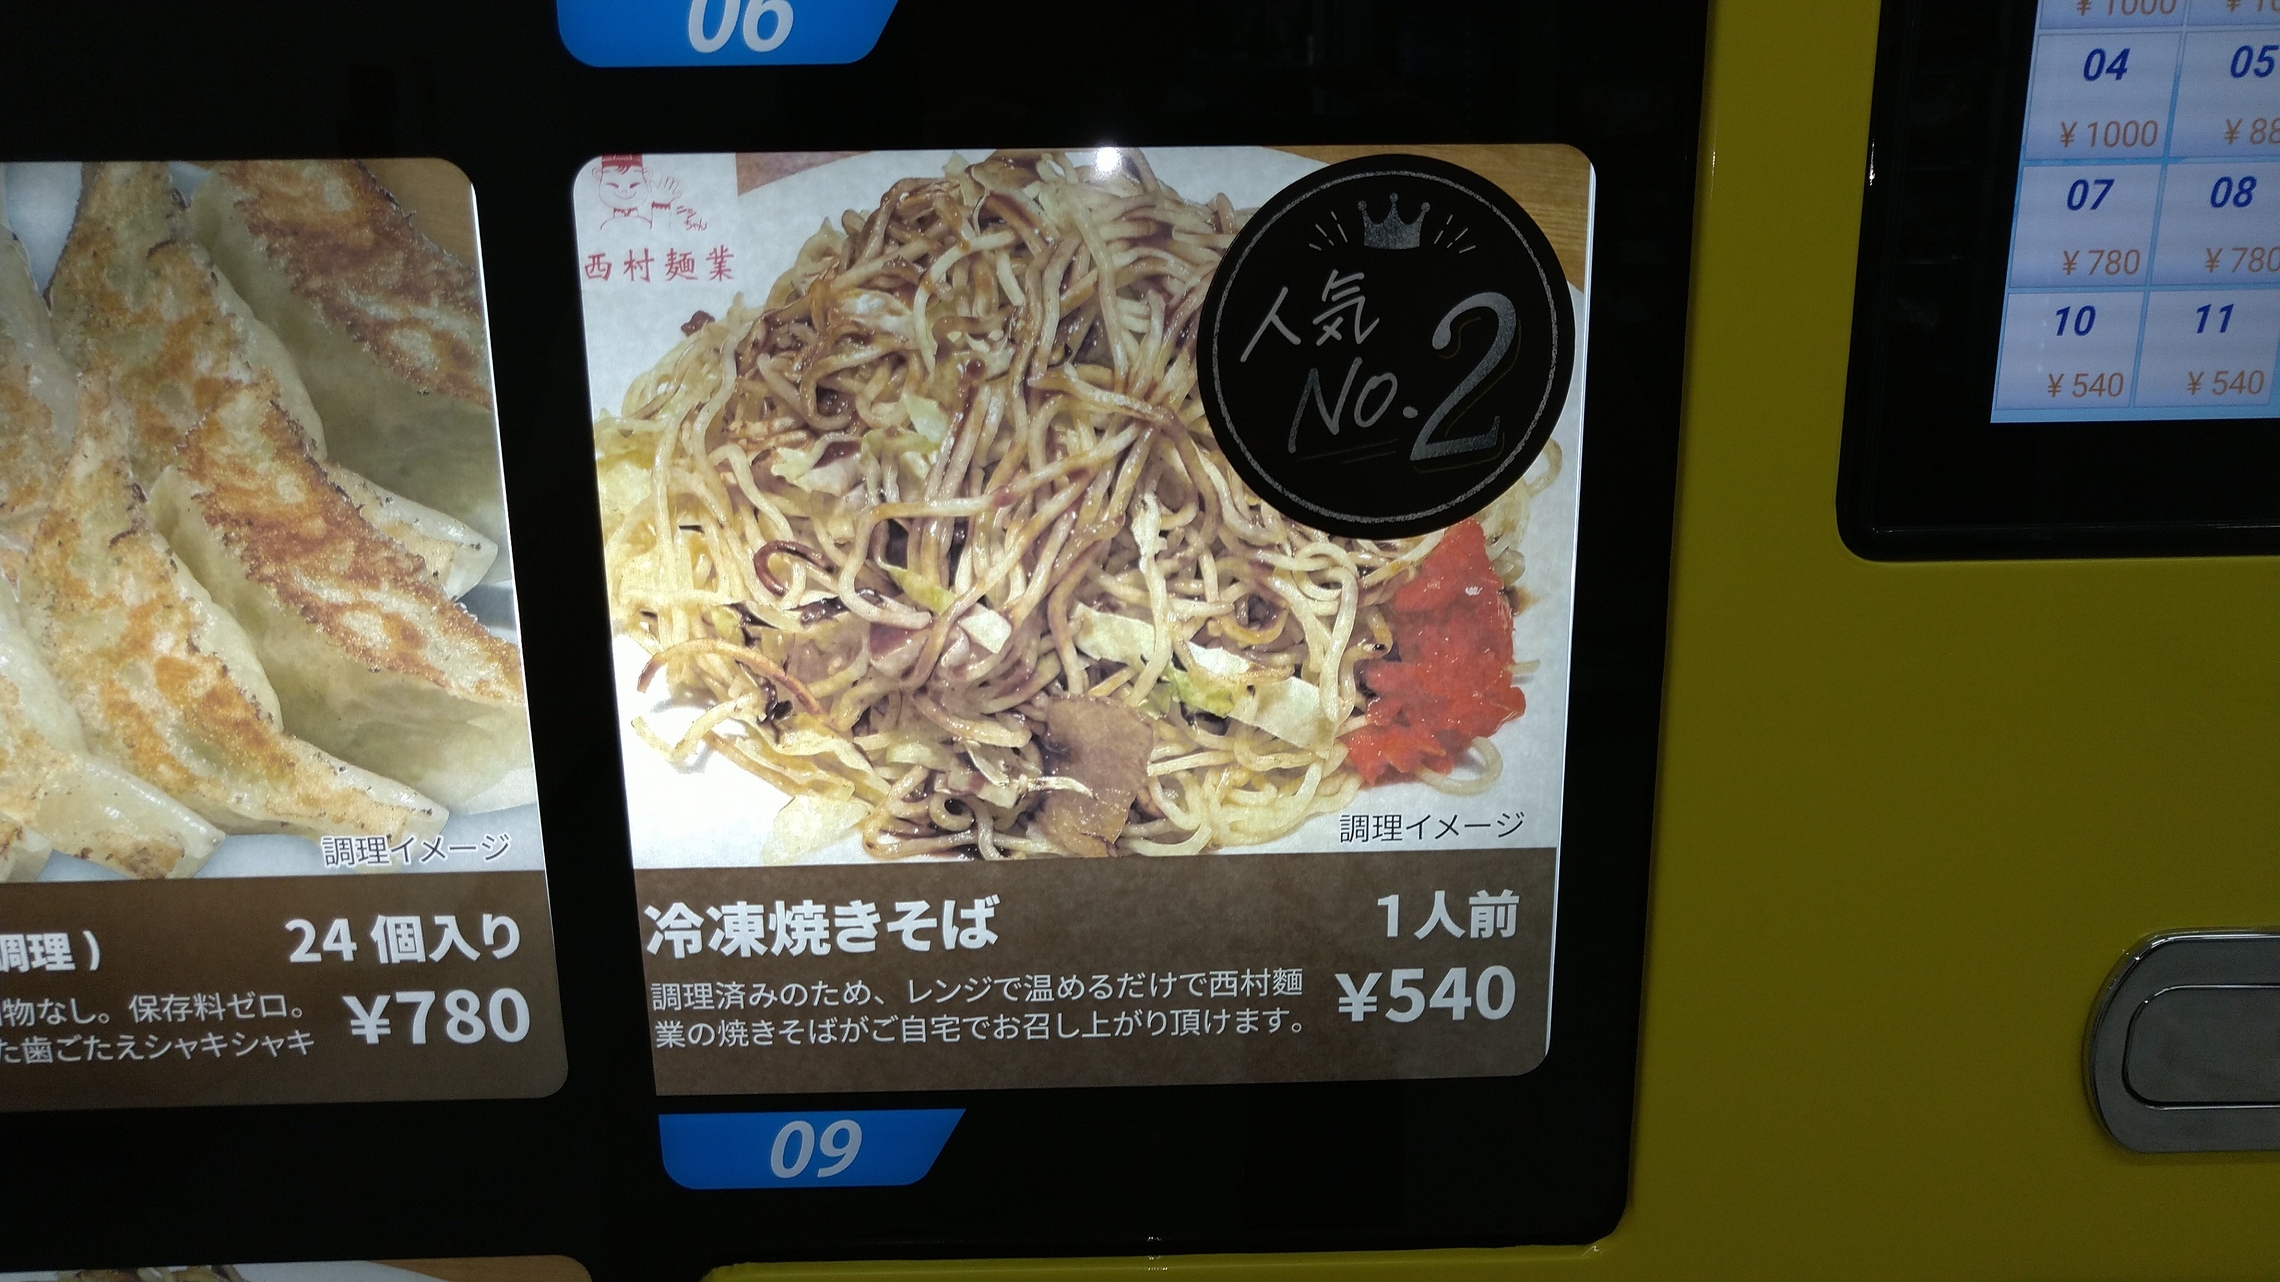 06
西村麺業
人気
No.2
調理イメージ
冷凍焼きそば
1人前
調理済みのため、レンジで温めるだけで西村麺
業の焼きそばがご自宅でお召し上がり頂けます。
¥540
09
調理イメージ
調理)
24個入り
物なし。保存料ゼロ。
た歯ごたえシャキシャキ
¥780
¥1000
04
05
¥1000
¥88
07
08
¥780
¥780
10
11
¥540
¥540